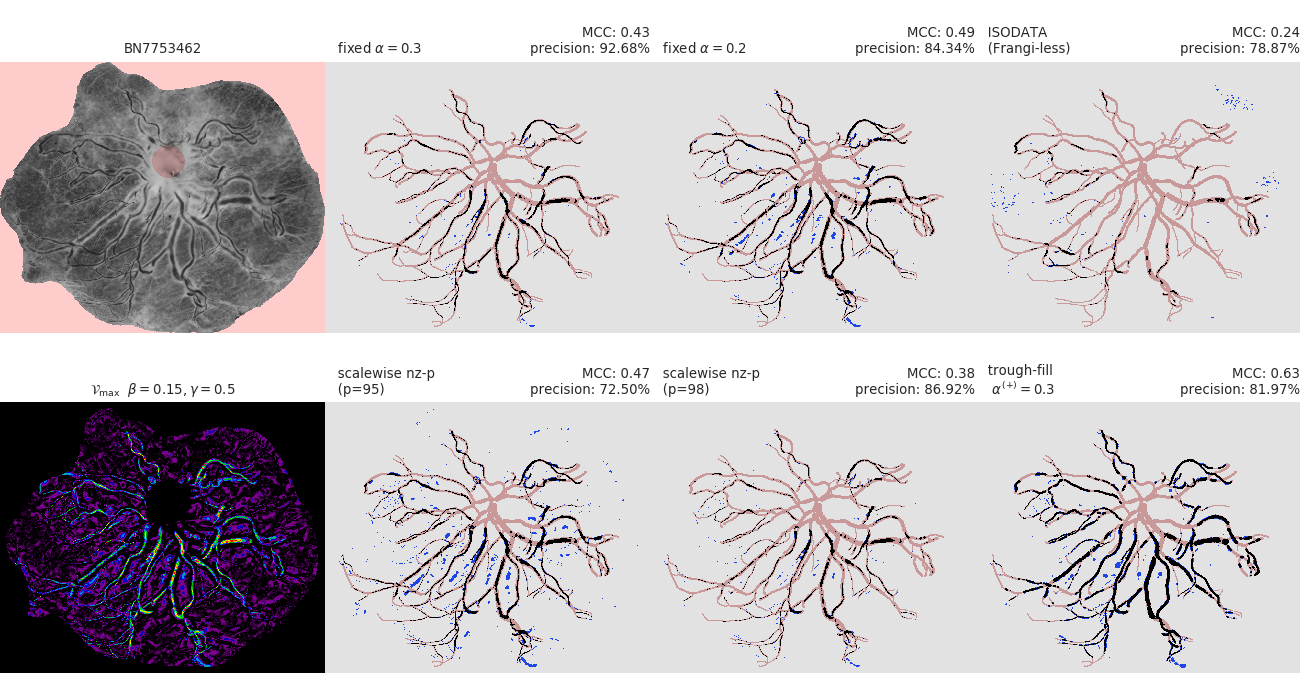 BN7753462
fixed α = 0.3
MCC: 0.43
precision: 92.68%
fixed α = 0.2
MCC: 0.49
precision: 84.34%
ISODATA
(Frangi-less)
MCC: 0.24
precision: 78.87%
𝒱max β = 0.15, γ = 0.5
scalewise nz-p
(p=95)
MCC: 0.47
precision: 72.50%
scalewise nz-p
(p=98)
MCC: 0.38
precision: 86.92%
trough-fill
α(+) = 0.3
MCC: 0.63
precision: 81.97%